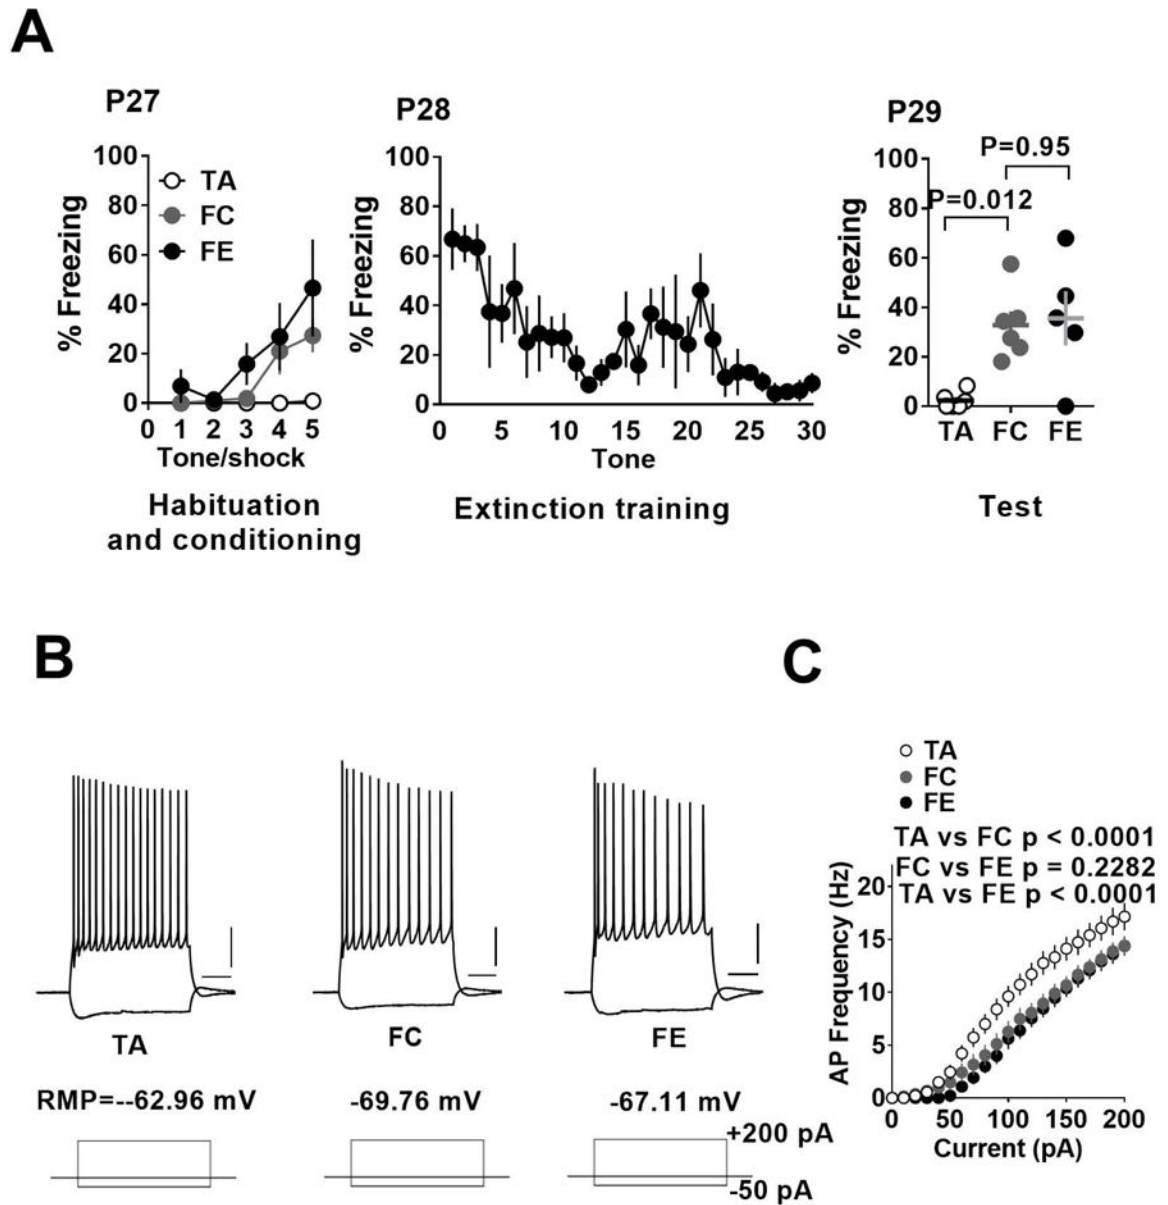 A
P27
100
80
60
40
20
0
% Freezing
TA
FC
FE
0 1 2 3 4 5
Tone/shock
Habituation
and conditioning
P28
100
80
60
40
20
0
% Freezing
0 5 10 15 20 25 30
Tone
Extinction training
P29
P=0.95
P=0.012
100
80
60
40
20
0
% Freezing
TA FC FE
Test
B
TA
FC
FE
RMP=--62.96 mV
-69.76 mV
-67.11 mV
+200 pA
-50 pA
C
TA
FC
FE
TA vs FC p < 0.0001
FC vs FE p = 0.2282
TA vs FE p < 0.0001
AP Frequency (Hz)
20
15
10
5
0
0 50 100 150 200
Current (pA)